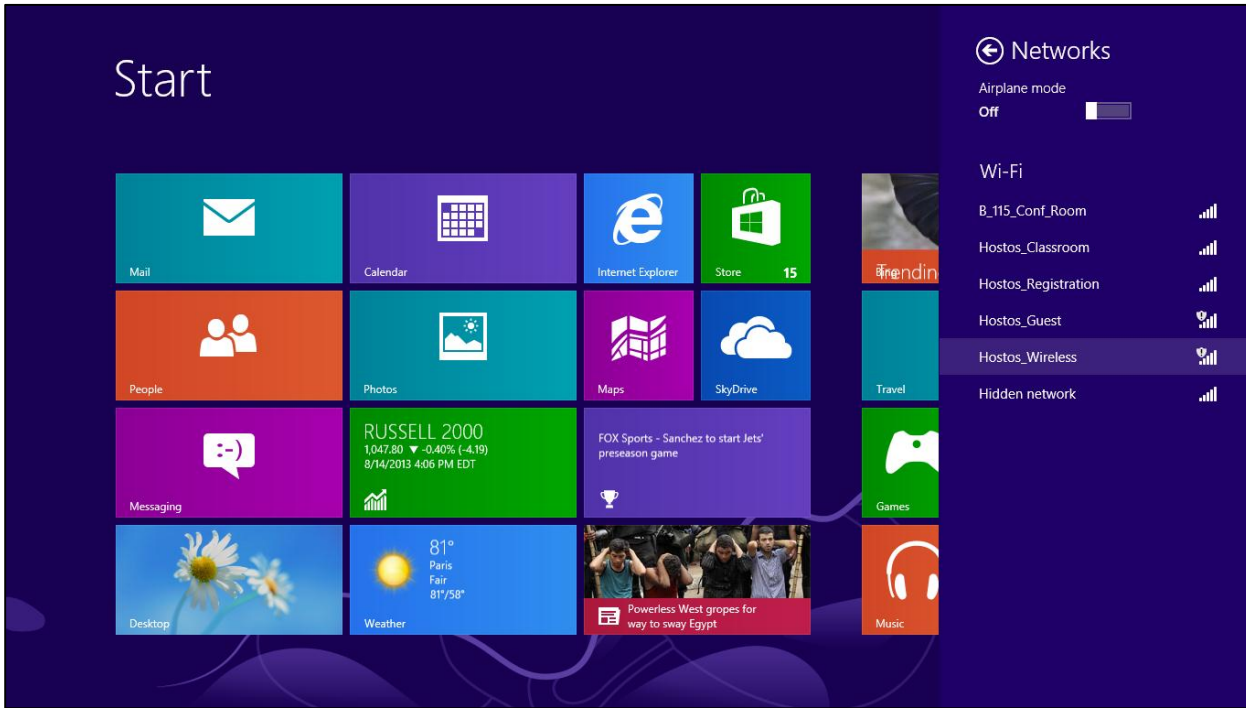 Start
Mail
Calendar
Internet Explorer
Store
15
People
Photos
Maps
SkyDrive
Messaging
RUSSELL 2000
1,047.80 ▼ -0.40% (-4.19)
8/14/2013 4:06 PM EDT
FOX Sports - Sanchez to start Jets'
preseason game
Desktop
81°
Paris
Fair
81°/58°
Weather
Powerless West gropes for
way to sway Egypt
Bing
Trendin
Travel
Games
Music
Networks
Airplane mode
Off
Wi-Fi
B_115_Conf_Room
Hostos_Classroom
Hostos_Registration
Hostos_Guest
Hostos_Wireless
Hidden network